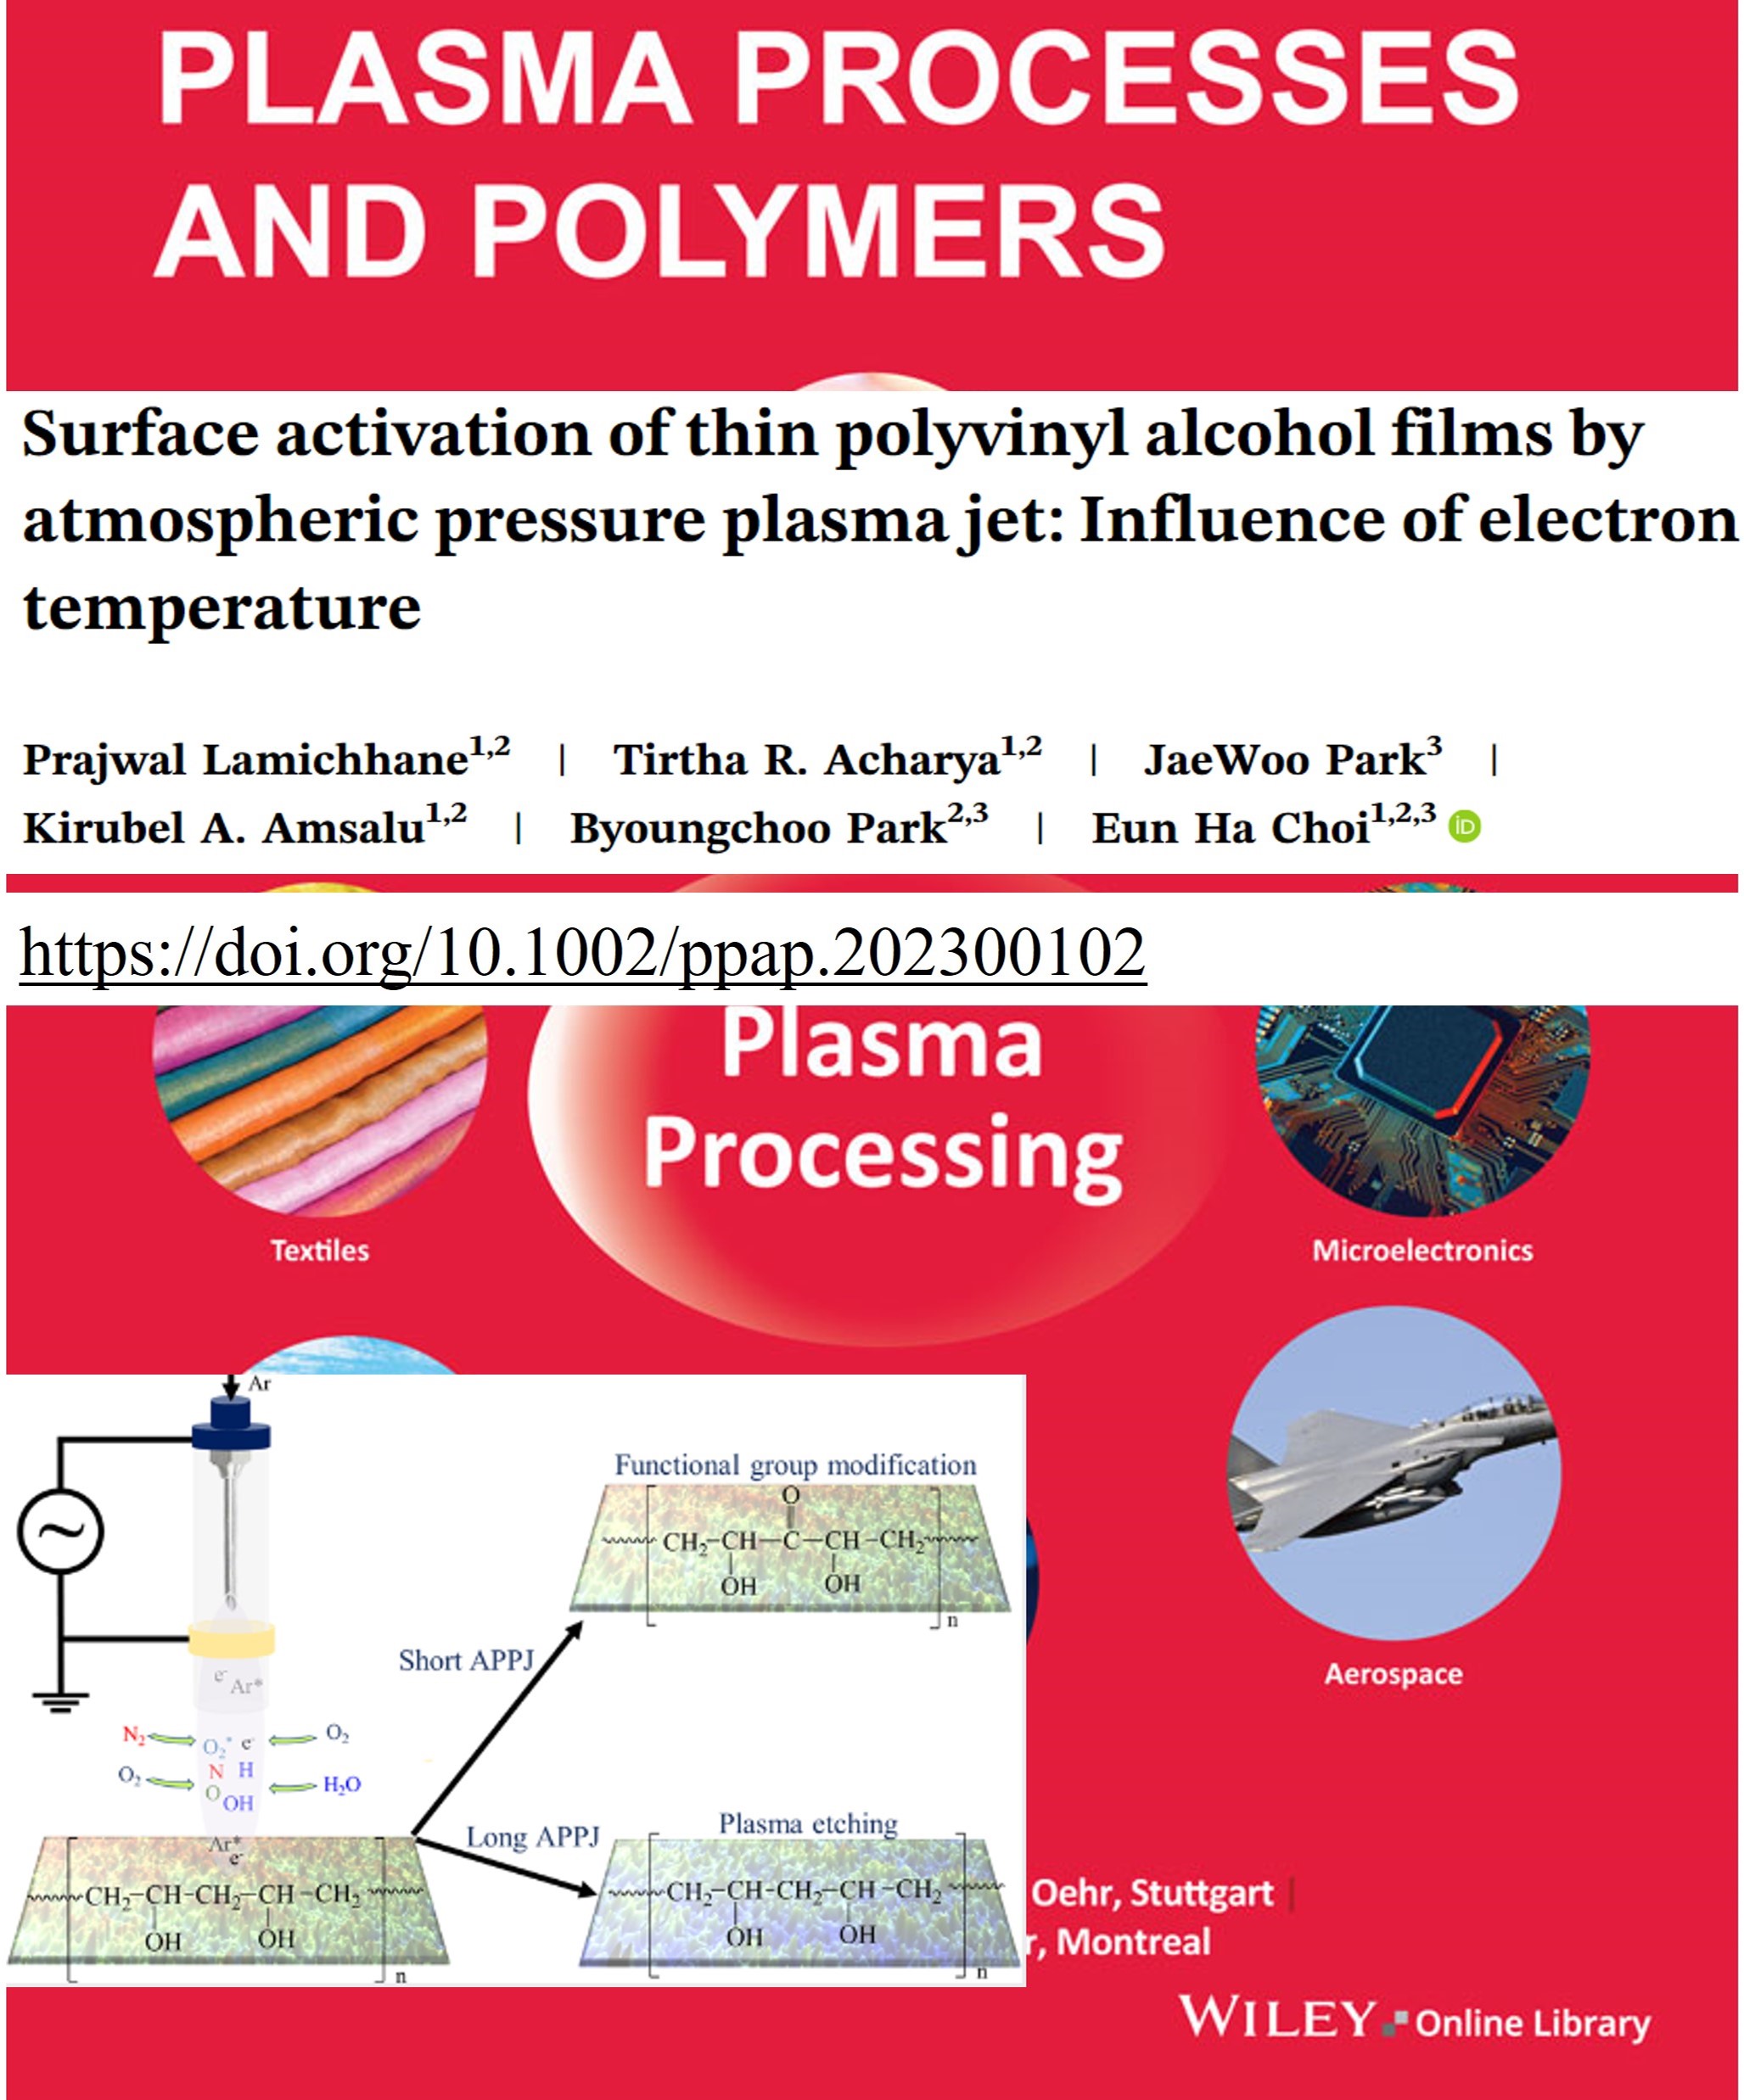 PLASMA PROCESSES
AND POLYMERS
Surface activation of thin polyvinyl alcohol films by
atmospheric pressure plasma jet: Influence of electron
temperature
Prajwal Lamichhane1,2 | Tirtha R. Acharya1,2 | JaeWoo Park3 |
Kirubel A. Amsalu1,2 | Byoungchoo Park2,3 | Eun Ha Choi1,2,3 iD
https://doi.org/10.1002/ppap.202300102
Plasma
Processing
Textiles
Microelectronics
Aerospace
Ar
~
e- Ar*
N2 O2* e- O2
O2 N H H2O
O OH
Ar*
e-
CH2-CH-CH2-CH-CH2
OH OH
n
Short APPJ
Long APPJ
Functional group modification
O
CH2-CH-C-CH-CH2
OH OH
n
Plasma etching
CH2-CH-CH2-CH-CH2
OH OH
n
Oehr, Stuttgart |
r, Montreal
WILEY Online Library